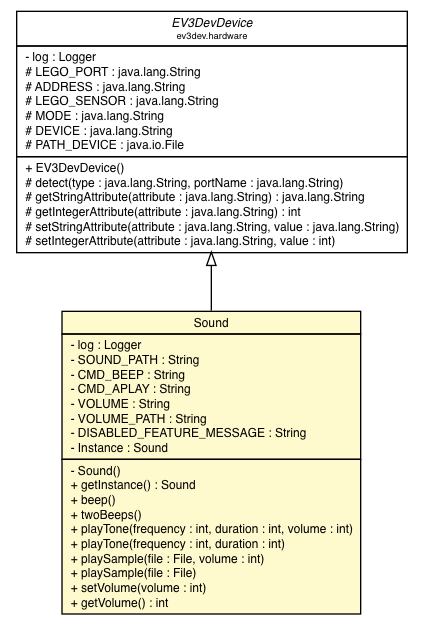 EV3DevDevice
ev3dev.hardware
- log : Logger
# LEGO_PORT : java.lang.String
# ADDRESS : java.lang.String
# LEGO_SENSOR : java.lang.String
# MODE : java.lang.String
# DEVICE : java.lang.String
# PATH_DEVICE : java.io.File
+ EV3DevDevice()
# detect(type : java.lang.String, portName : java.lang.String)
# getStringAttribute(attribute : java.lang.String) : java.lang.String
# getIntegerAttribute(attribute : java.lang.String) : int
# setStringAttribute(attribute : java.lang.String, value : java.lang.String)
# setIntegerAttribute(attribute : java.lang.String, value : int)
Sound
- log : Logger
- SOUND_PATH : String
- CMD_BEEP : String
- CMD_APLAY : String
- VOLUME : String
- VOLUME_PATH : String
- DISABLED_FEATURE_MESSAGE : String
- Instance : Sound
- Sound()
+ getInstance() : Sound
+ beep()
+ twoBeeps()
+ playTone(frequency : int, duration : int, volume : int)
+ playTone(frequency : int, duration : int)
+ playSample(file : File, volume : int)
+ playSample(file : File)
+ setVolume(volume : int)
+ getVolume() : int